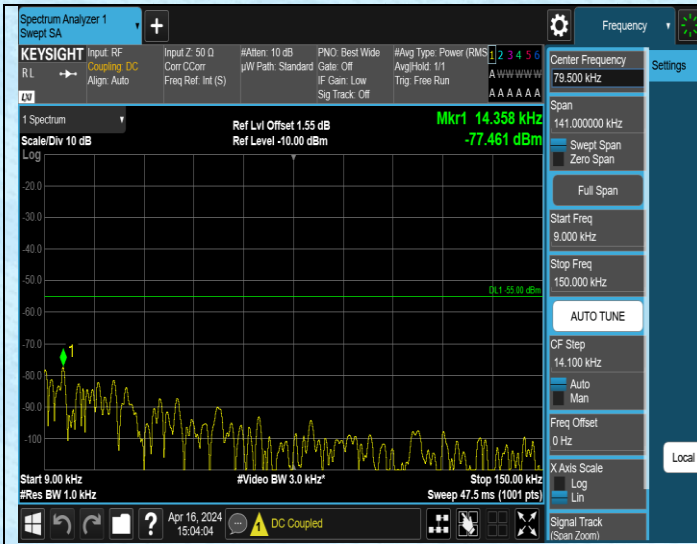 Spectrum Analyzer 1
Swept SA
+
Frequency
KEYSIGHT
RL
LXI
Input: RF
Coupling: DC
Align: Auto
Input Z: 50 Ω
Corr CCorr
Freq Ref: Int (S)
#Atten: 10 dB
µW Path: Standard
PNO: Best Wide
Gate: Off
IF Gain: Low
Sig Track: Off
#Avg Type: Power (RMS
Avg|Hold: 1/1
Trig: Free Run
1 2 3 4 5 6
A W W W W W
A A A A A A
1 Spectrum
Scale/Div 10 dB
Log
Ref Lvl Offset 1.55 dB
Ref Level -10.00 dBm
Mkr1 14.358 kHz
-77.461 dBm
-20.0
-30.0
-40.0
-50.0
DL1 -55.00 dBm
-60.0
-70.0
1
-80.0
-90.0
-100
Start 9.00 kHz
#Res BW 1.0 kHz
#Video BW 3.0 kHz*
Stop 150.00 kHz
Sweep 47.5 ms (1001 pts)
?
Apr 16, 2024
15:04:04
1
DC Coupled
Center Frequency
79.500 kHz
Span
141.000000 kHz
Swept Span
Zero Span
Full Span
Start Freq
9.000 kHz
Stop Freq
150.000 kHz
AUTO TUNE
CF Step
14.100 kHz
Auto
Man
Freq Offset
0 Hz
X Axis Scale
Log
Lin
Signal Track
(Span Zoom)
Settings
Local